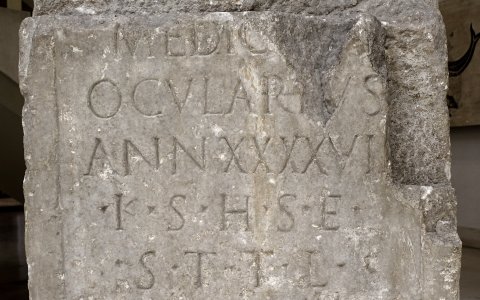 MEDIC
OCVLARIVS
ANNXXXXVI
·K·S·H·S·E·
·S·T·T·L·